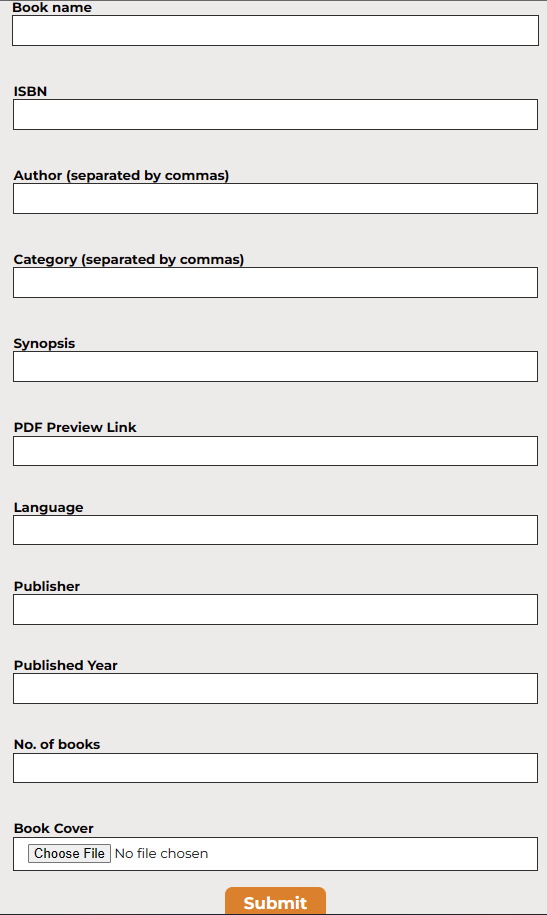 Book name
ISBN
Author (separated by commas)
Category (separated by commas)
Synopsis
PDF Preview Link
Language
Publisher
Published Year
No. of books
Book Cover
Choose File No file chosen
Submit